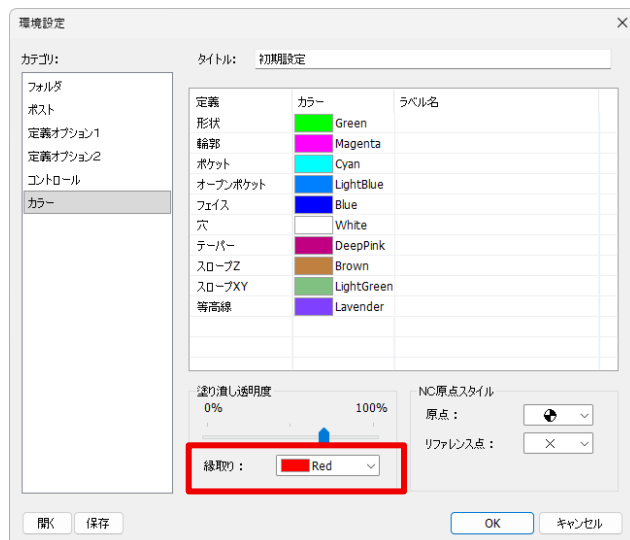 環境設定
カテゴリ:
フォルダ
ポスト
定義オプション1
定義オプション2
コントロール
カラー
タイトル: 初期設定
定義 カラー ラベル名
形状 Green
輪郭 Magenta
ポケット Cyan
オープンポケット LightBlue
フェイス Blue
穴 White
テーパー DeepPink
スロープZ Brown
スロープXY LightGreen
等高線 Lavender
塗り潰し透明度
0% 100%
縁取り: Red
NC原点スタイル
原点:
リファレンス点:
開く 保存 OK キャンセル